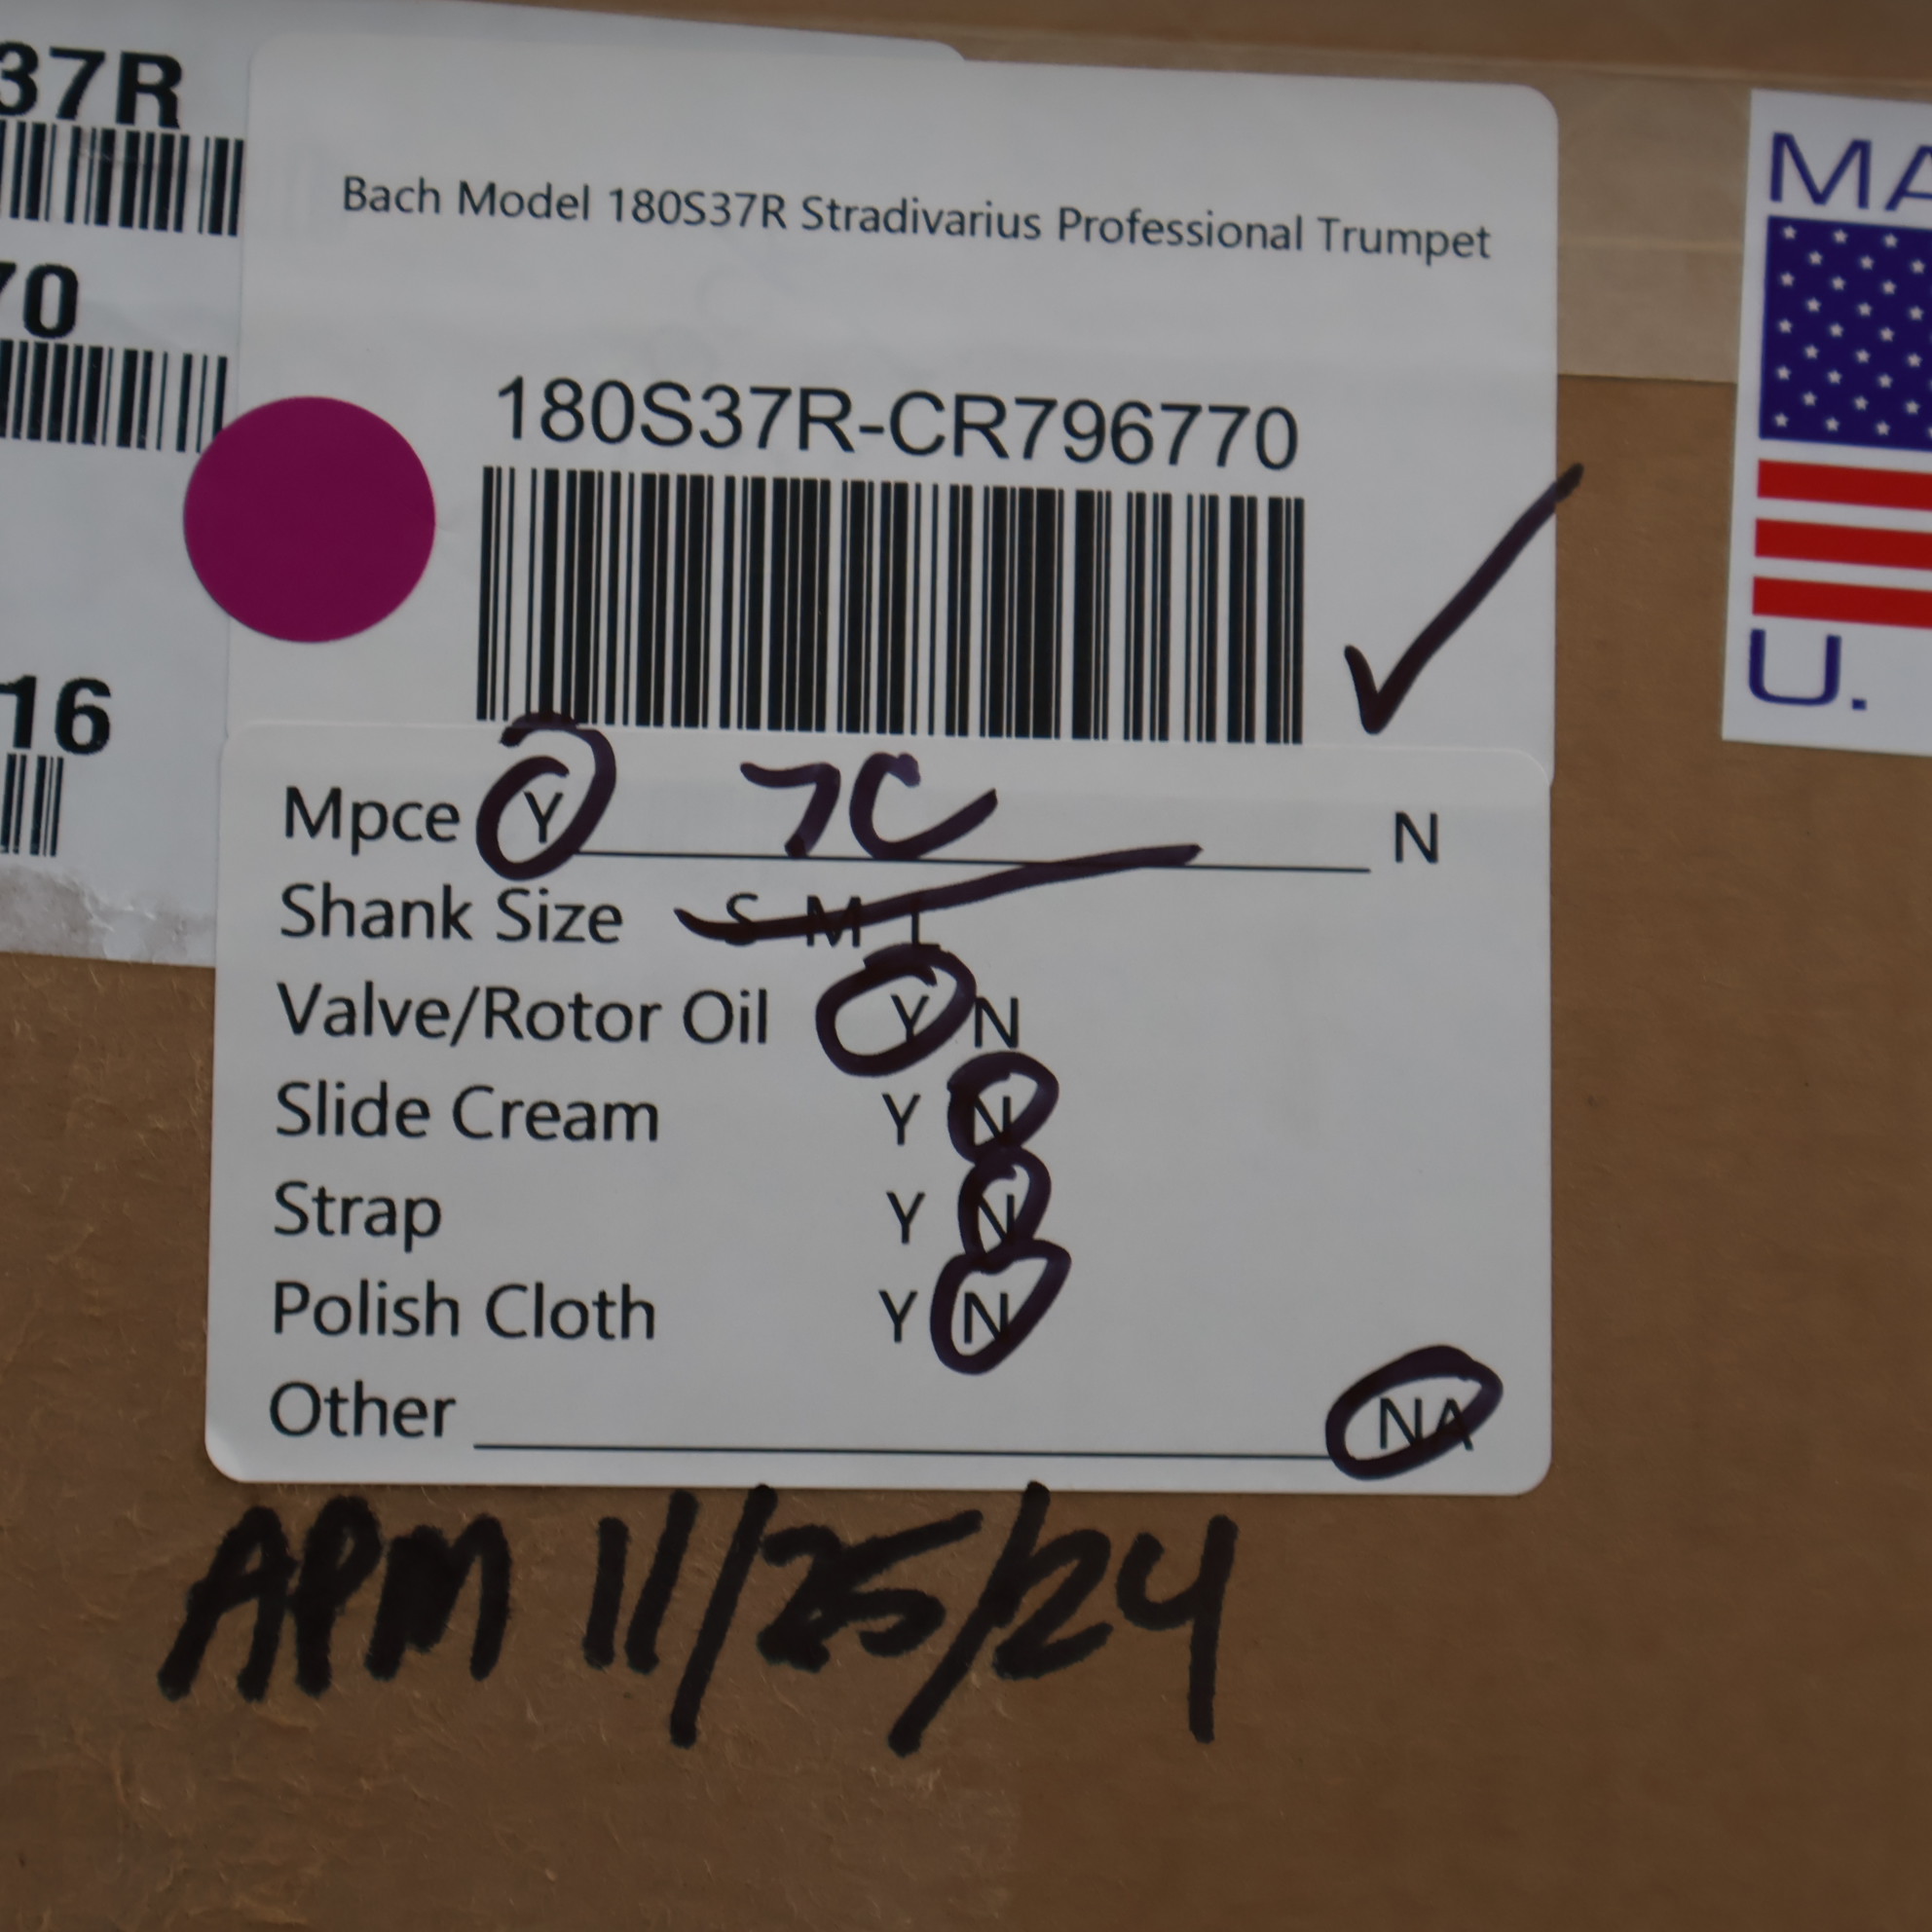 37R
70
16
Bach Model 180S37R Stradivarius Professional Trumpet
180S37R-CR796770
Mpce Y 7C N
Shank Size S M L
Valve/Rotor Oil Y N
Slide Cream Y N
Strap Y N
Polish Cloth Y N
Other NA
APM 11/25/24
MA
U.